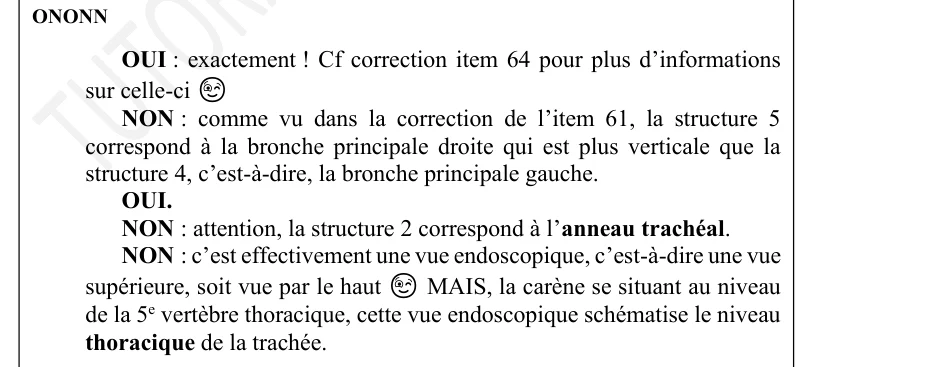 ONONN
OUI : exactement ! Cf correction item 64 pour plus d’informations
sur celle-ci
NON : comme vu dans la correction de l’item 61, la structure 5
correspond à la bronche principale droite qui est plus verticale que la
structure 4, c’est-à-dire, la bronche principale gauche.
OUI.
NON : attention, la structure 2 correspond à l’anneau trachéal.
NON : c’est effectivement une vue endoscopique, c’est-à-dire une vue
supérieure, soit vue par le haut MAIS, la carène se situant au niveau
de la 5e vertèbre thoracique, cette vue endoscopique schématise le niveau
thoracique de la trachée.